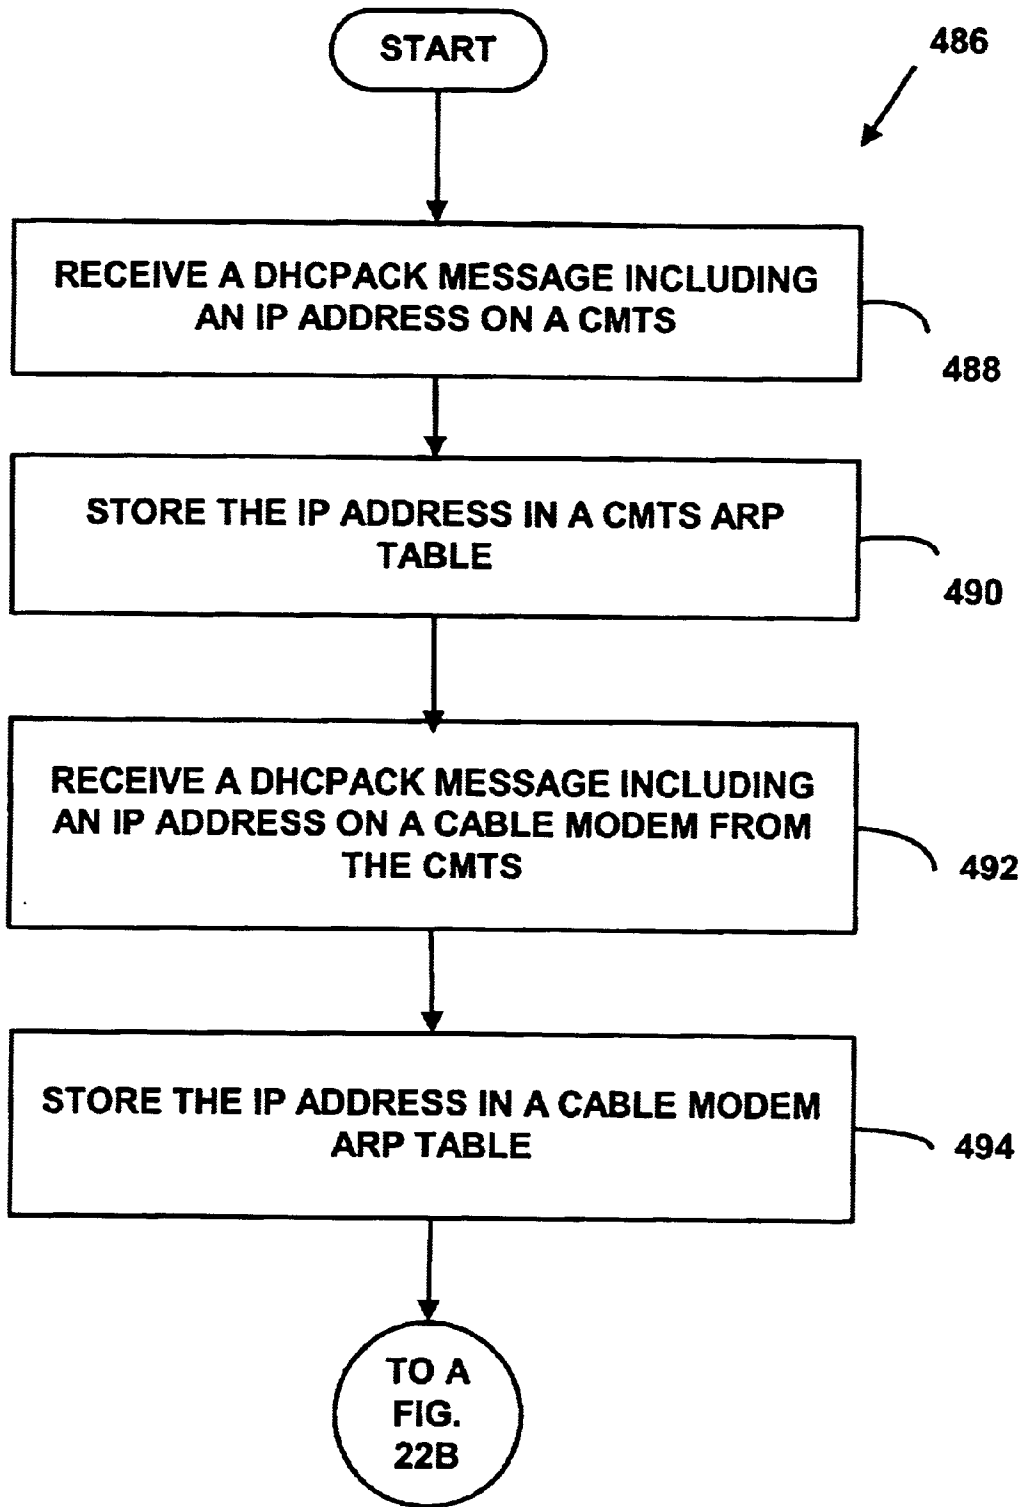 START
486
RECEIVE A DHCPACK MESSAGE INCLUDING
AN IP ADDRESS ON A CMTS
488
STORE THE IP ADDRESS IN A CMTS ARP
TABLE
490
RECEIVE A DHCPACK MESSAGE INCLUDING
AN IP ADDRESS ON A CABLE MODEM FROM
THE CMTS
492
STORE THE IP ADDRESS IN A CABLE MODEM
ARP TABLE
494
TO A
FIG.
22B